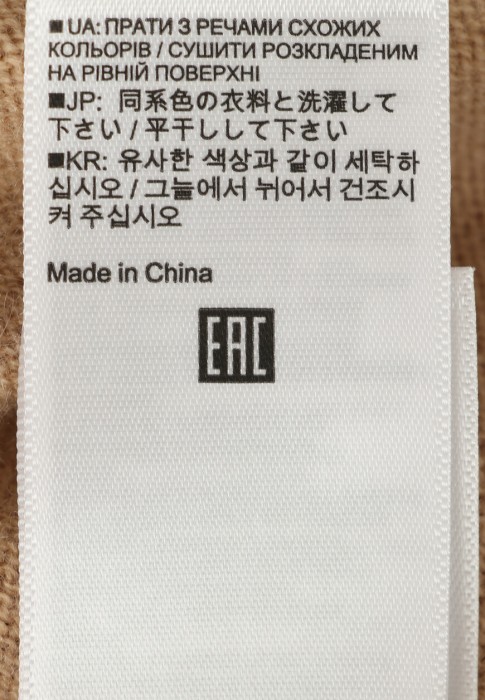 ■ UA: ПРАТИ З РЕЧАМИ СХОЖИХ
КОЛЬОРІВ / СУШИТИ РОЗКЛАДЕНИМ
НА РІВНІЙ ПОВЕРХНІ
■JP: 同系色の衣料と洗濯して
下さい / 平干しして下さい
■KR: 유사한 색상과 같이 세탁하
십시오 / 그늘에서 뉘어서 건조시
켜 주십시오
Made in China
EAC